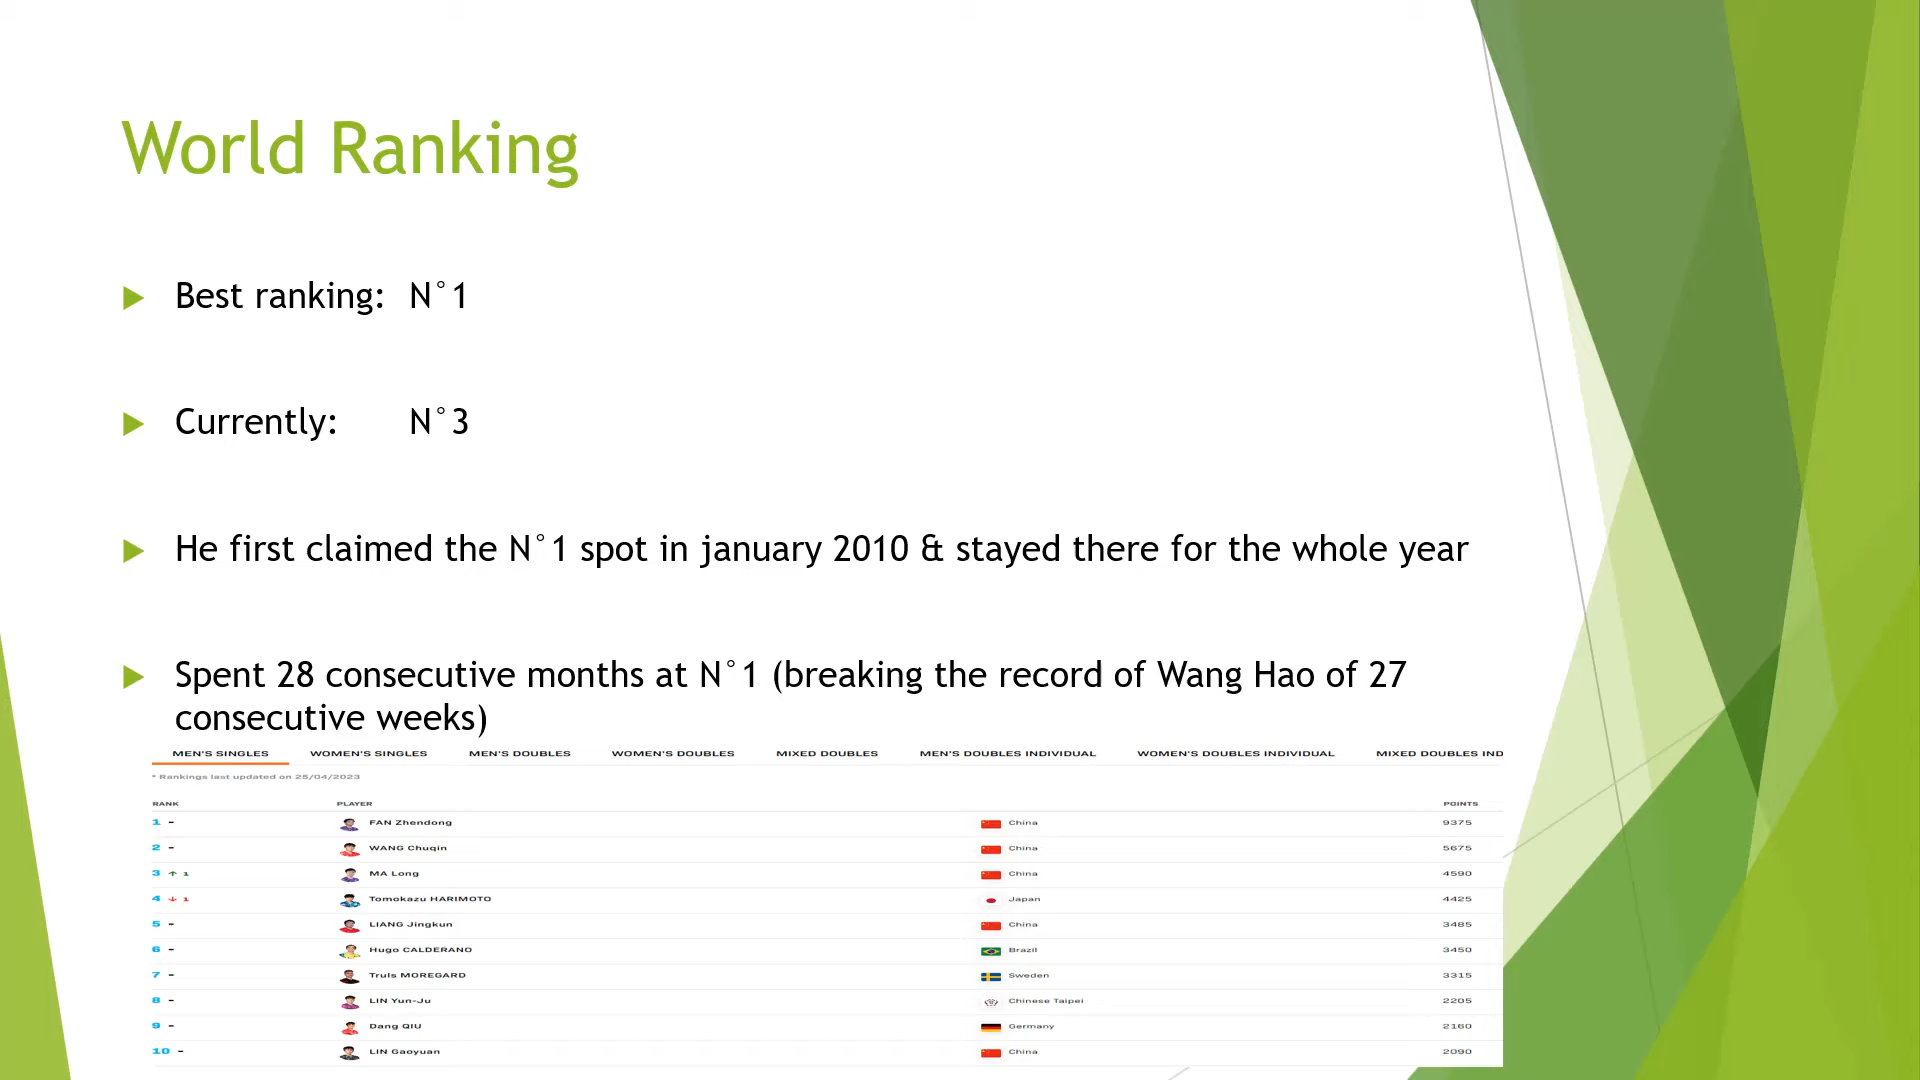 World Ranking
Best ranking: N°1
Currently: N°3
He first claimed the N°1 spot in january 2010 & stayed there for the whole year
Spent 28 consecutive months at N°1 (breaking the record of Wang Hao of 27
consecutive weeks)
MEN'S SINGLES WOMEN'S SINGLES MEN'S DOUBLES WOMEN'S DOUBLES MIXED DOUBLES MEN'S DOUBLES INDIVIDUAL WOMEN'S DOUBLES INDIVIDUAL MIXED DOUBLES IND
* Rankings last updated on 25/04/2023
RANK PLAYER POINTS
1 - FAN Zhendong China 9375
2 - WANG Chuqin China 5675
3 ↑ 1 MA Long China 4590
4 ↓ 1 Tomokazu HARIMOTO Japan 4425
5 - LIANG Jingkun China 3485
6 - Hugo CALDERANO Brazil 3450
7 - Truls MOREGARD Sweden 3315
8 - LIN Yun-Ju Chinese Taipei 2205
9 - Dang QIU Germany 2160
10 - LIN Gaoyuan China 2090